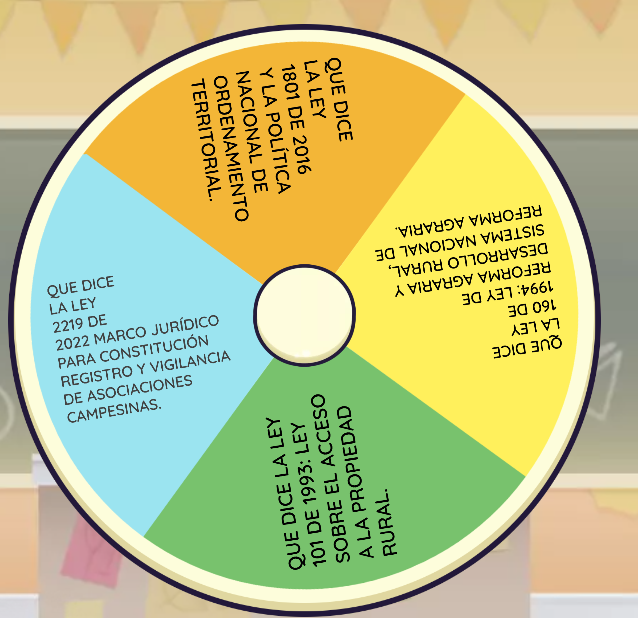 QUE DICE
LA LEY
1801 DE 2016
Y LA POLÍTICA
NACIONAL DE
ORDENAMIENTO
TERRITORIAL.
QUE DICE
LA LEY
160 DE
1994: LEY DE
REFORMA AGRARIA Y
DESARROLLO RURAL,
SISTEMA NACIONAL DE
REFORMA AGRARIA.
QUE DICE LA LEY
101 DE 1993: LEY
SOBRE EL ACCESO
A LA PROPIEDAD
RURAL.
QUE DICE
LA LEY
2219 DE
2022 MARCO JURÍDICO
PARA CONSTITUCIÓN
REGISTRO Y VIGILANCIA
DE ASOCIACIONES
CAMPESINAS.